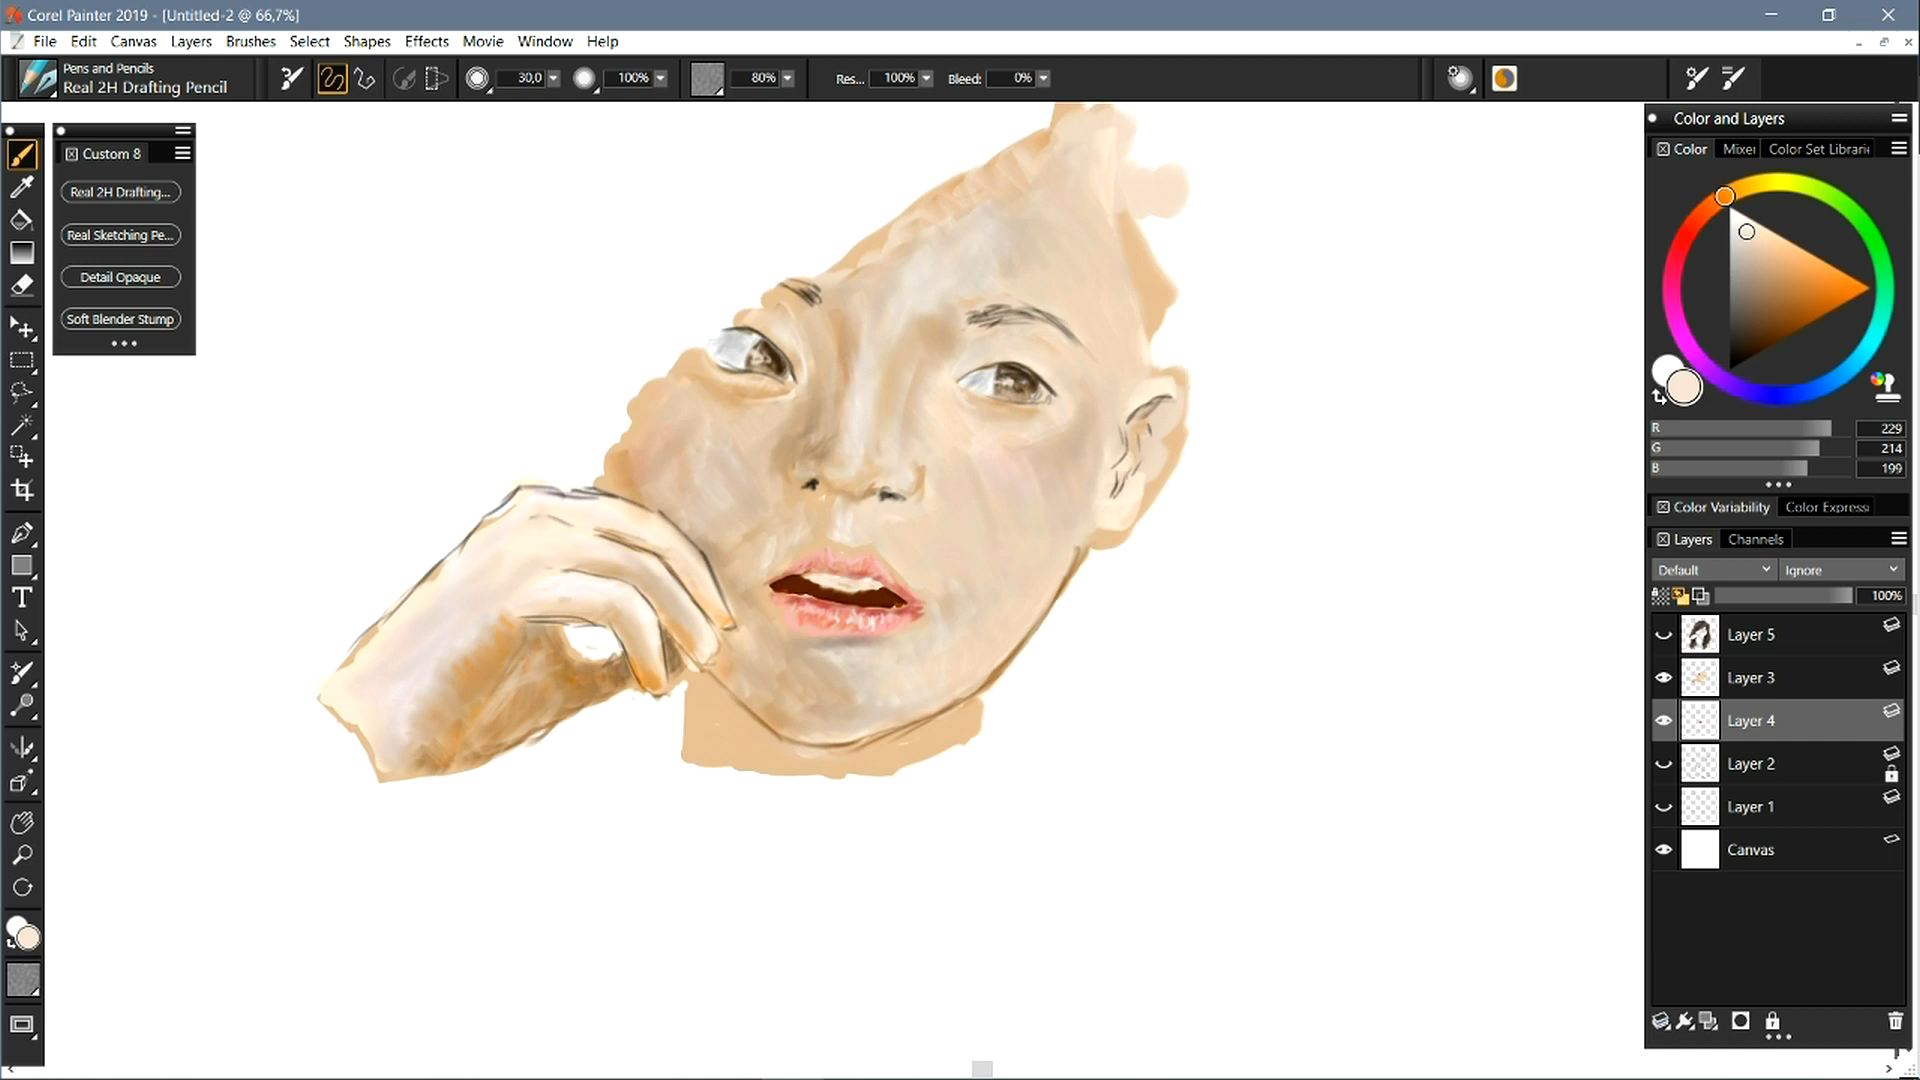 Corel Painter 2019 - [Untitled-2 @ 66,7%]
File Edit Canvas Layers Brushes Select Shapes Effects Movie Window Help
Pens and Pencils
Real 2H Drafting Pencil
30,0 100% 80% Res... 100% Bleed: 0%
Custom 8
Real 2H Drafting...
Real Sketching Pe...
Detail Opaque
Soft Blender Stump
Color and Layers
Color Mixer Color Set Librari
R 229
G 214
B 199
Color Variability Color Express
Layers Channels
Default Ignore
100%
Layer 5
Layer 3
Layer 4
Layer 2
Layer 1
Canvas